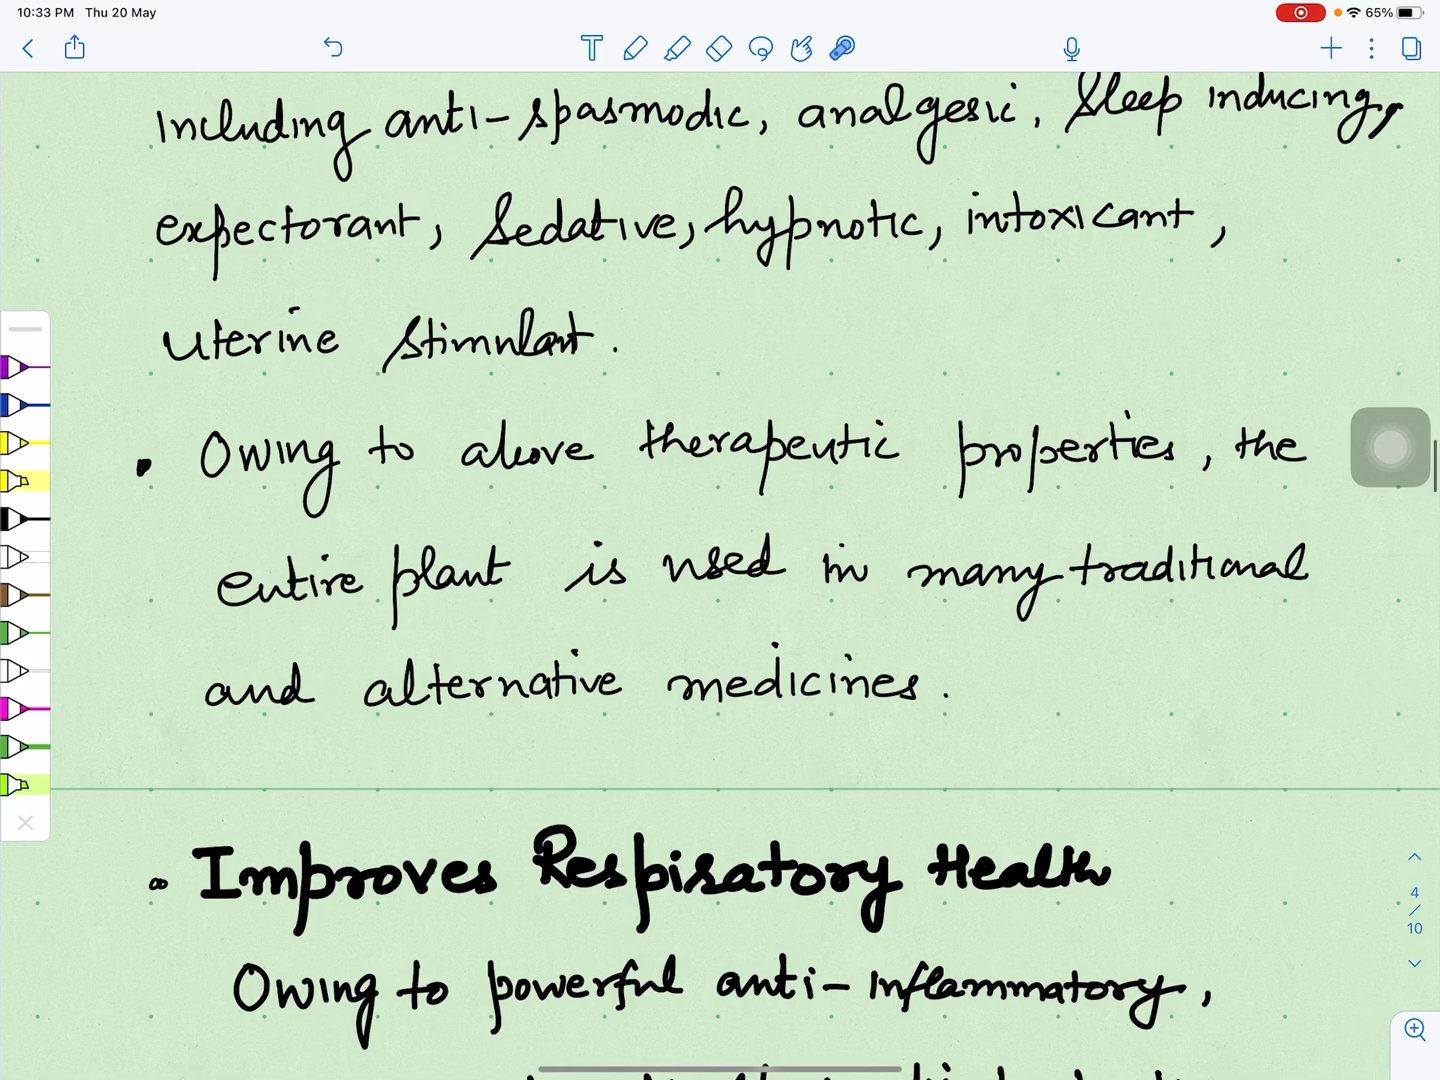 10:33 PM Thu 20 May
65%
Including anti-spasmodic, analgesic, Sleep inducing,
expectorant, Sedative, hypnotic, intoxicant,
Uterine Stimulant.
• Owing to above therapeutic properties, the
entire plant is used in many traditional
and alternative medicines.
Improves Respiratory Health
Owing to powerful anti-Inflammatory,
4
/
10